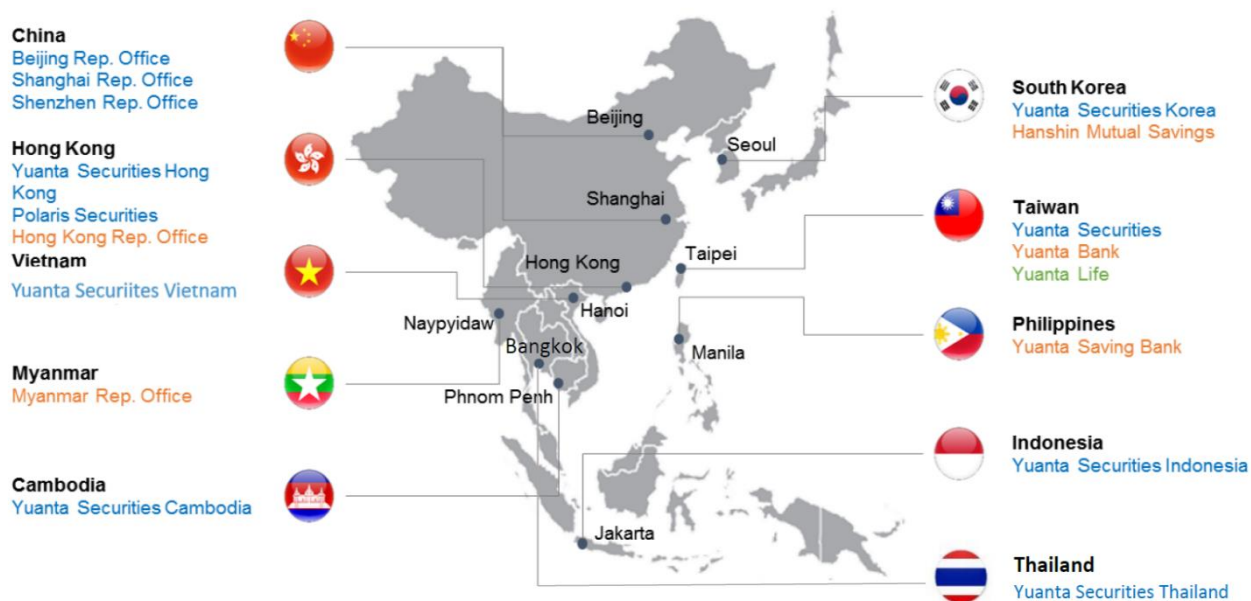 China
Beijing Rep. Office
Shanghai Rep. Office
Shenzhen Rep. Office
Hong Kong
Yuanta Securities Hong
Kong
Polaris Securities
Hong Kong Rep. Office
Vietnam
Yuanta Securiites Vietnam
Myanmar
Myanmar Rep. Office
Cambodia
Yuanta Securities Cambodia
Beijing
Seoul
Shanghai
Taipei
Hong Kong
Hanoi
Naypyidaw
Bangkok
Manila
Phnom Penh
Jakarta
South Korea
Yuanta Securities Korea
Hanshin Mutual Savings
Taiwan
Yuanta Securities
Yuanta Bank
Yuanta Life
Philippines
Yuanta Saving Bank
Indonesia
Yuanta Securities Indonesia
Thailand
Yuanta Securities Thailand